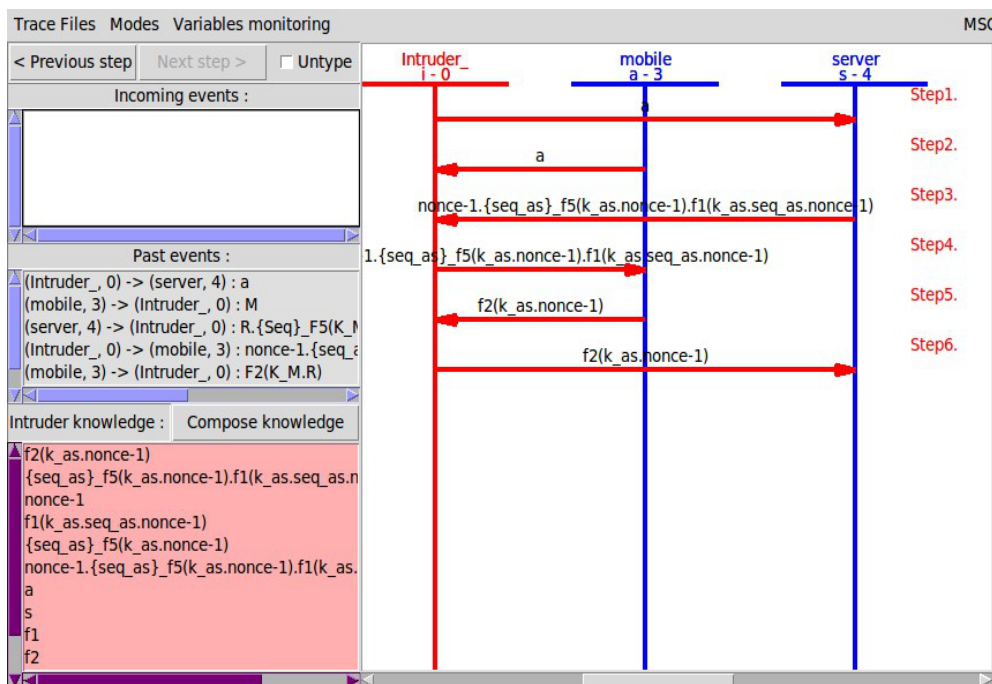 Trace Files Modes Variables monitoring MSC
< Previous step Next step > Untype
Incoming events :
Past events :
(Intruder_, 0) -> (server, 4) : a
(mobile, 3) -> (Intruder_, 0) : M
(server, 4) -> (Intruder_, 0) : R.{Seq}_F5(K_M
(Intruder_, 0) -> (mobile, 3) : nonce-1.{seq_a
(mobile, 3) -> (Intruder_, 0) : F2(K_M.R)
Intruder knowledge : Compose knowledge
f2(k_as.nonce-1)
{seq_as}_f5(k_as.nonce-1).f1(k_as.seq_as.n
nonce-1
f1(k_as.seq_as.nonce-1)
{seq_as}_f5(k_as.nonce-1)
nonce-1.{seq_as}_f5(k_as.nonce-1).f1(k_as.
a
s
f1
f2
Intruder_ mobile server
i - 0 a - 3 s - 4
Step1.
a
Step2.
a
Step3.
nonce-1.{seq_as}_f5(k_as.nonce-1).f1(k_as.seq_as.nonce-1)
Step4.
1.{seq_as}_f5(k_as.nonce-1).f1(k_as.seq_as.nonce-1)
Step5.
f2(k_as.nonce-1)
Step6.
f2(k_as.nonce-1)